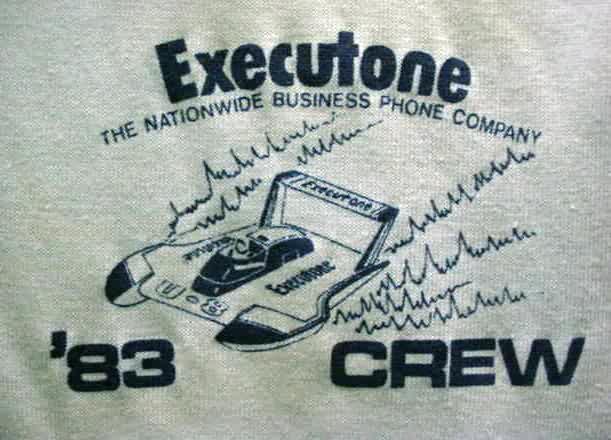 Executone
THE NATIONWIDE BUSINESS PHONE COMPANY
Executone
Executone
'83 CREW